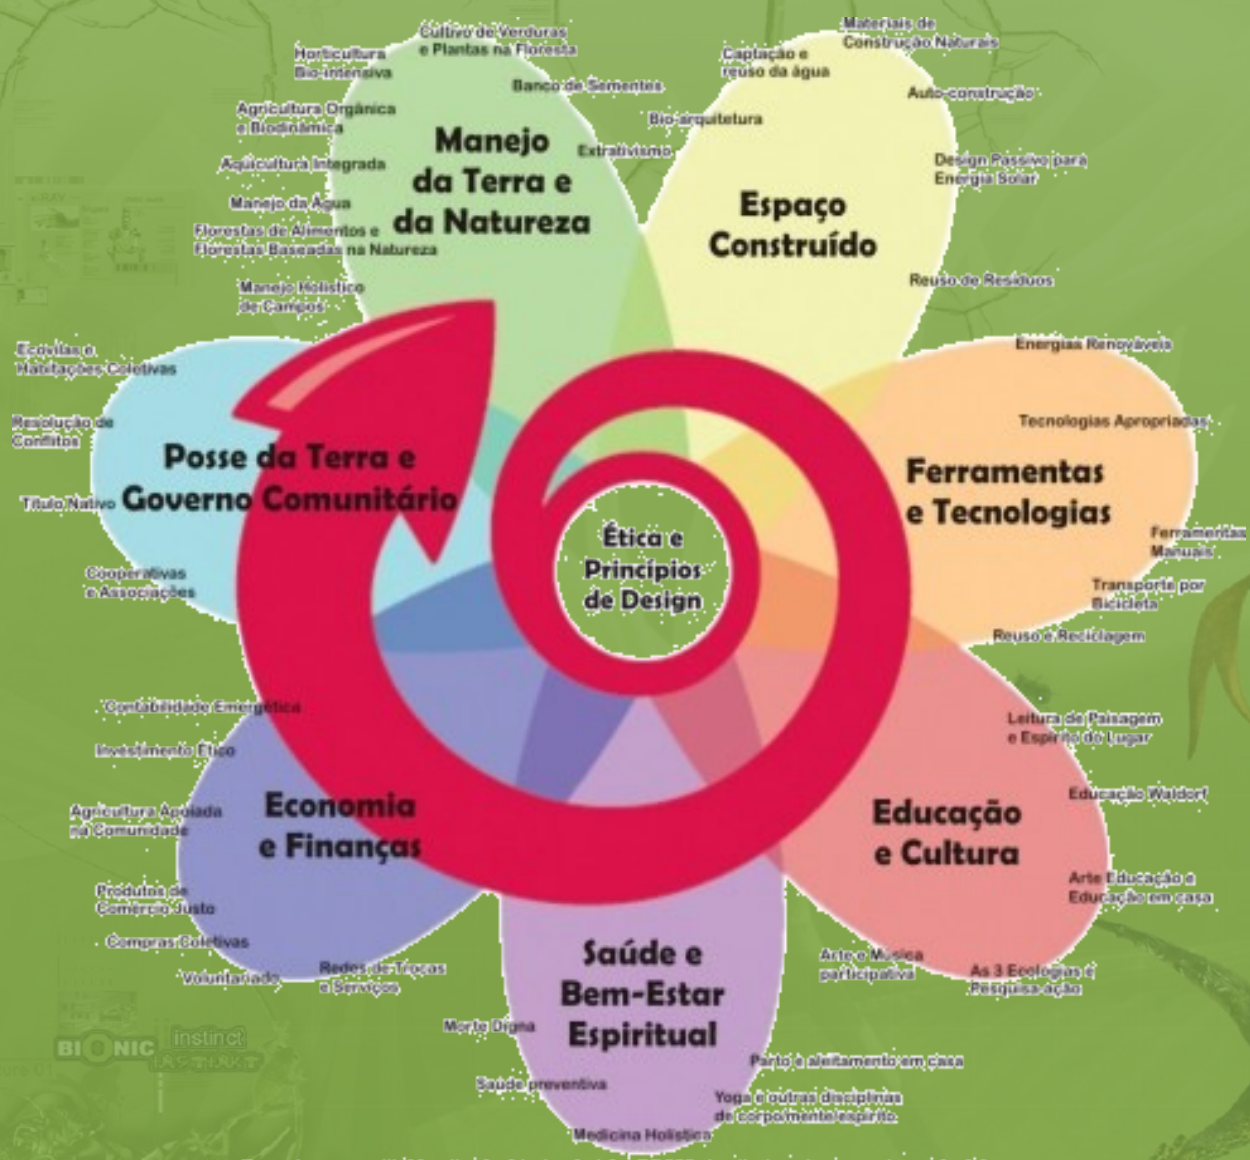 Cultivo de Verduras
e Plantas na Floresta
Horticultura
Bio-intensiva
Banco de Sementes
Agricultura Orgânica
e Biodinâmica
Extrativismo
Aqüicultura Integrada
Manejo da Água
Florestas de Alimentos e
Florestas Baseadas na Natureza
Manejo Holístico
de Campos
Manejo
da Terra e
da Natureza
Materiais de
Construção Naturais
Captação e
reuso da água
Auto-construção
Bio-arquitetura
Design Passivo para
Energia Solar
Reuso de Resíduos
Espaço
Construído
Energias Renováveis
Tecnologias Apropriadas
Ferramentas
e Tecnologias
Ferramentas
Manuais
Transporte por
Bicicleta
Reuso e Reciclagem
Ecovilas e
Habitações Coletivas
Resolução de
Conflitos
Posse da Terra e
Governo Comunitário
Título Nativo
Cooperativas
e Associações
Ética e
Princípios
de Design
Leitura de Paisagem
e Espírito do Lugar
Educação Waldorf
Educação
e Cultura
Arte Educação e
Educação em casa
Arte e Música
participativa
As 3 Ecologias e
Pesquisa-ação
Contabilidade Emergética
Investimento Ético
Agricultura Apoiada
na Comunidade
Economia
e Finanças
Produtos de
Comércio Justo
Compras Coletivas
Voluntariado
Redes de Trocas
e Serviços
Saúde e
Bem-Estar
Espiritual
Morte Digna
Saúde preventiva
Medicina Holística
Parto e aleitamento em casa
Yoga e outras disciplinas
de corpo/mente/espírito
BIONIC
instinct